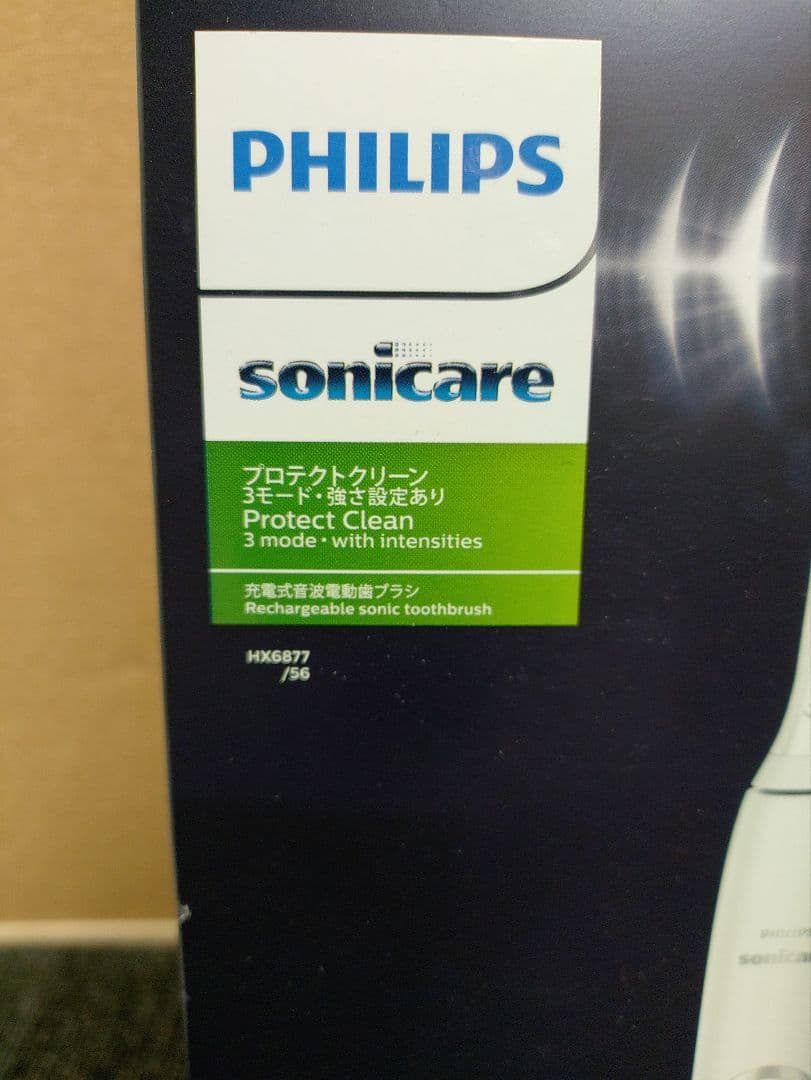 PHILIPS
sonicare
プロテクトクリーン
3モード・強さ設定あり
Protect Clean
3 mode・with intensities
充電式音波電動歯ブラシ
Rechargeable sonic toothbrush
HX6877
/56
PHILIPS